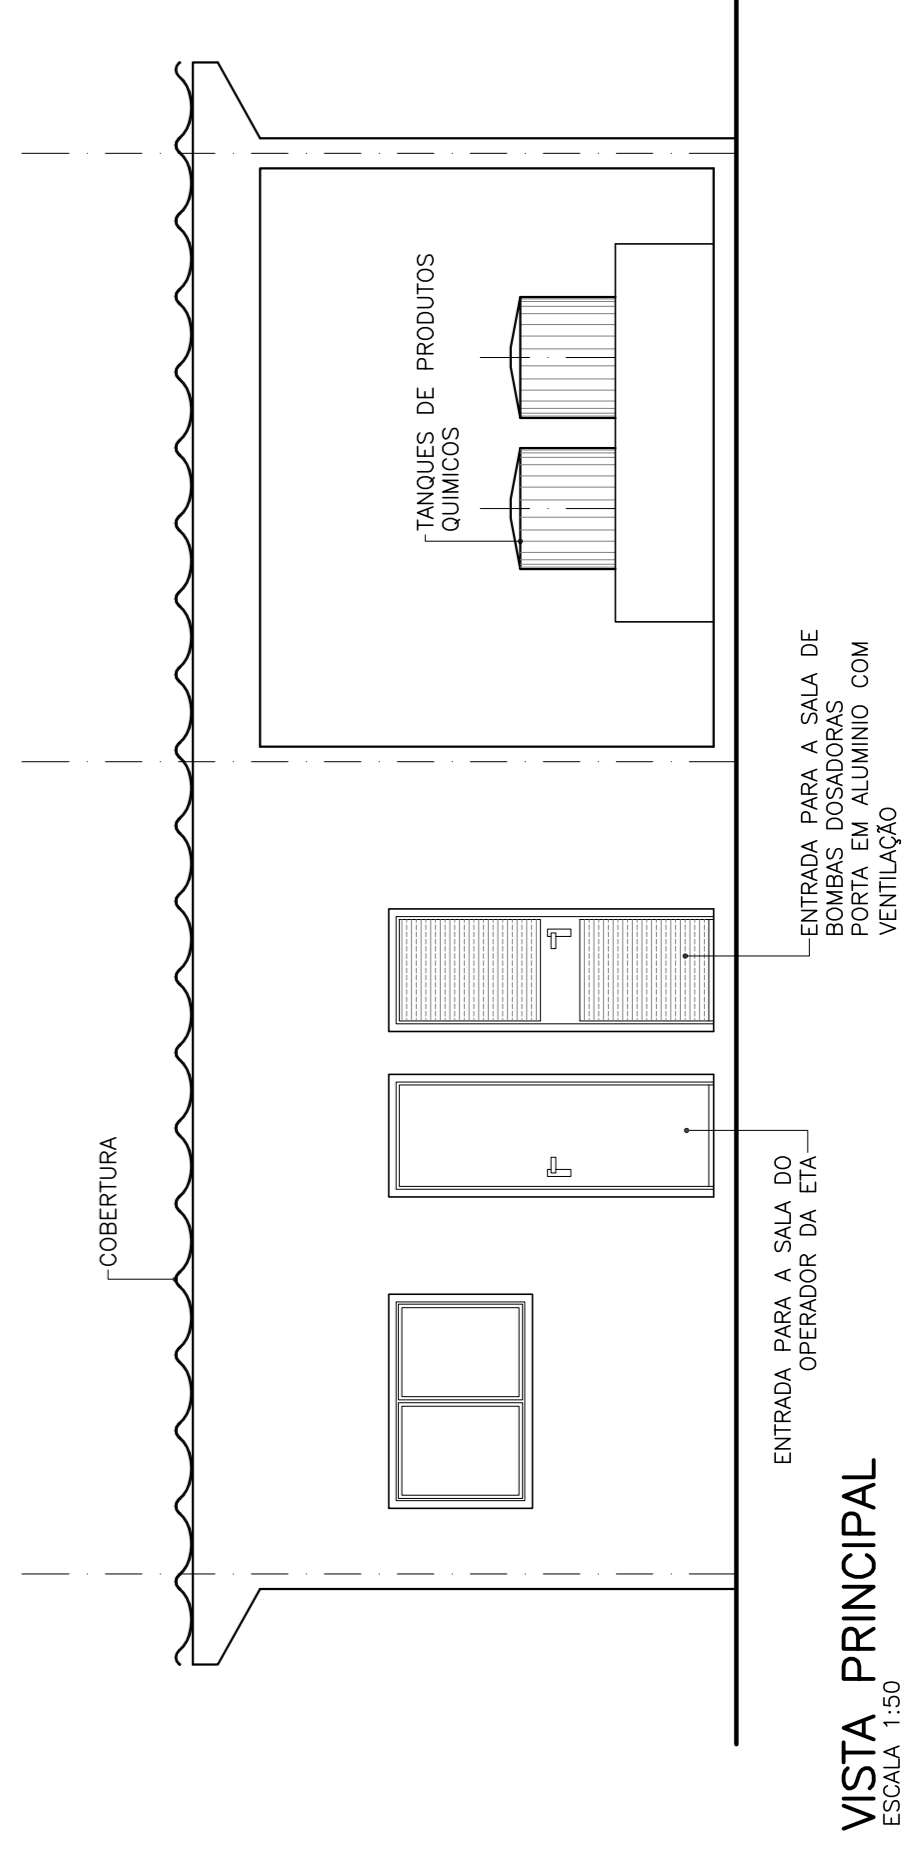 COBERTURA
TANQUES DE PRODUTOS
QUIMICOS
ENTRADA PARA A SALA DO
OPERADOR DA ETA
ENTRADA PARA A SALA DE
BOMBAS DOSADORAS
PORTA EM ALUMINIO COM
VENTILAÇÃO
VISTA PRINCIPAL
ESCALA 1:50